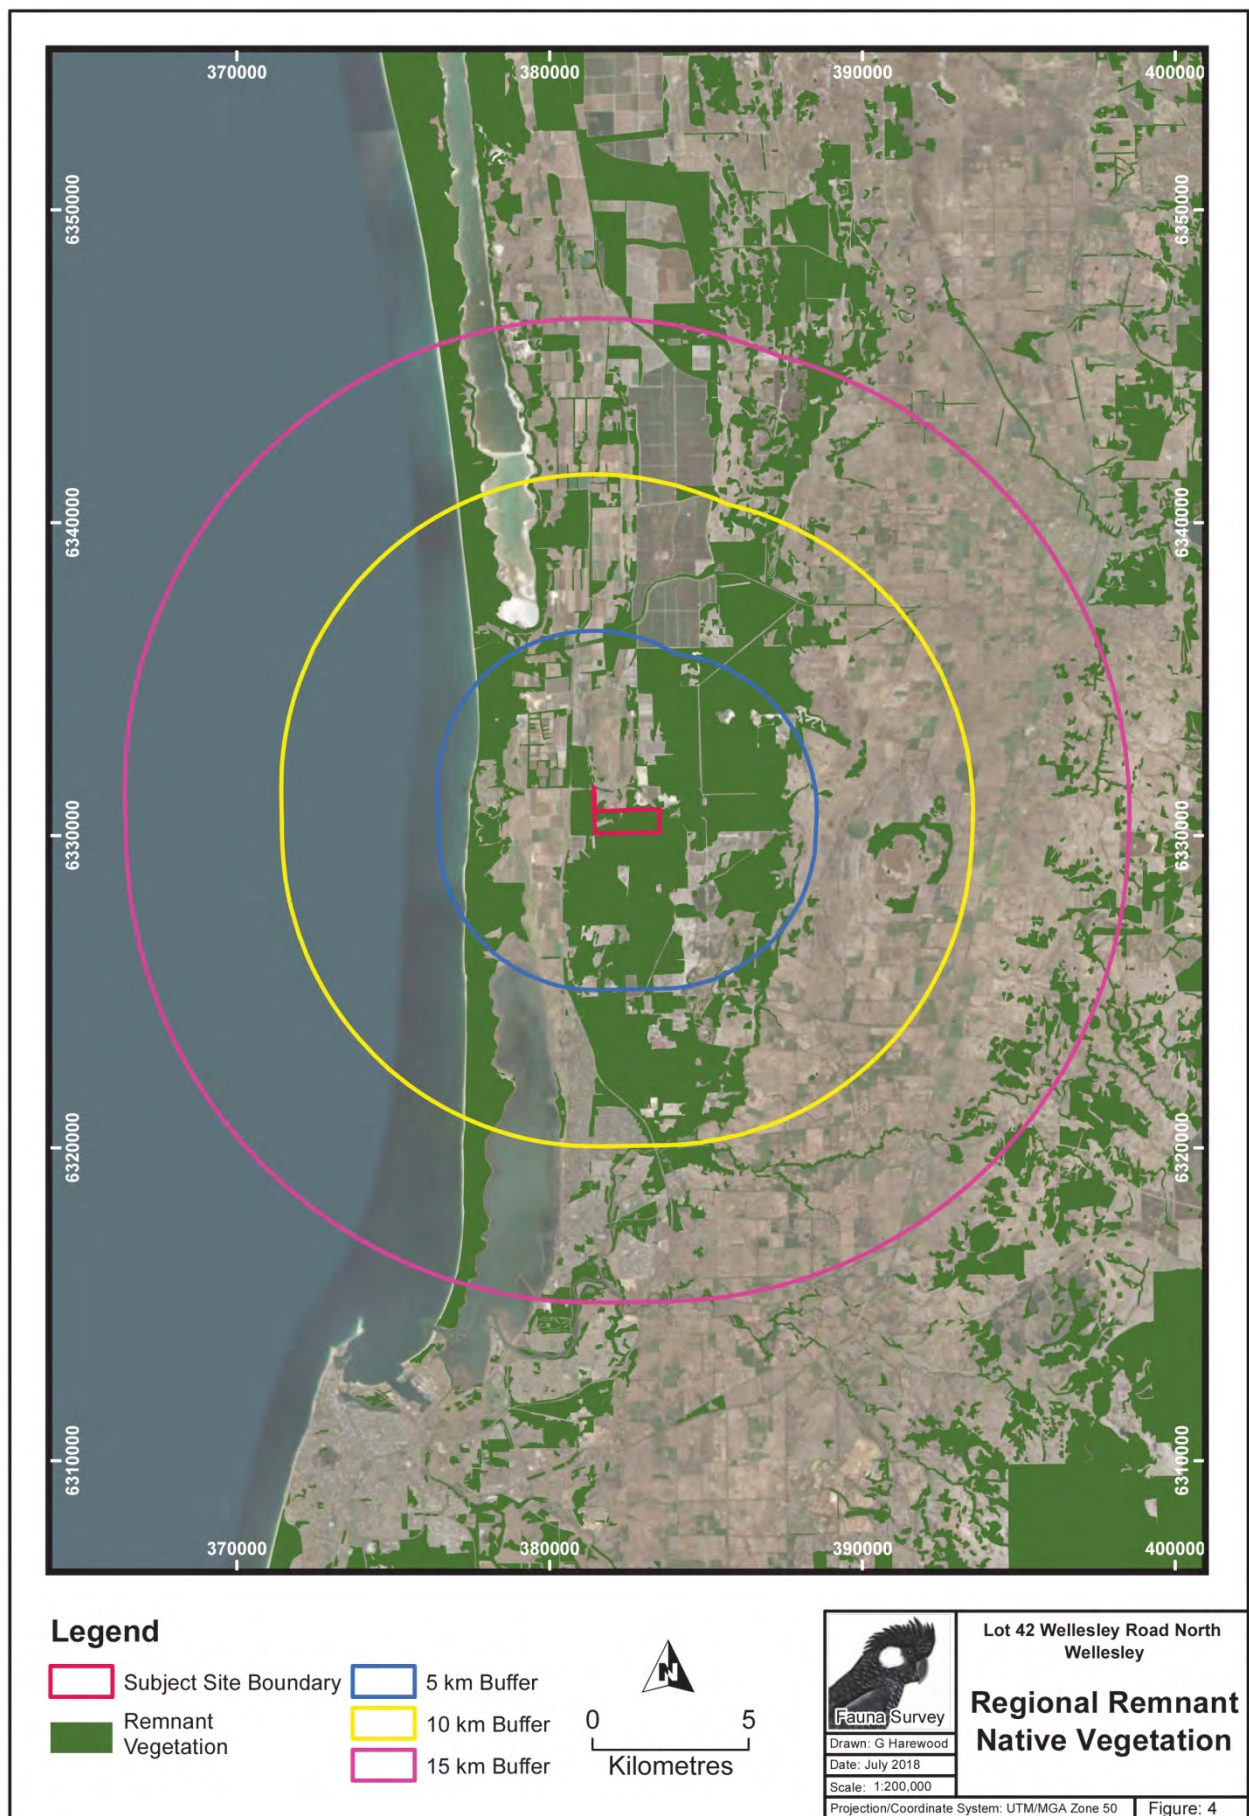 370000
380000
390000
400000
6350000
6350000
6340000
6340000
6330000
6330000
6320000
6320000
6310000
6310000
370000
380000
390000
400000
Legend
Subject Site Boundary
Remnant
Vegetation
5 km Buffer
10 km Buffer
15 km Buffer
N
0 5
Kilometres
Fauna Survey
Drawn: G Harewood
Date: July 2018
Scale: 1:200,000
Lot 42 Wellesley Road North
Wellesley
Regional Remnant
Native Vegetation
Projection/Coordinate System: UTM/MGA Zone 50
Figure: 4